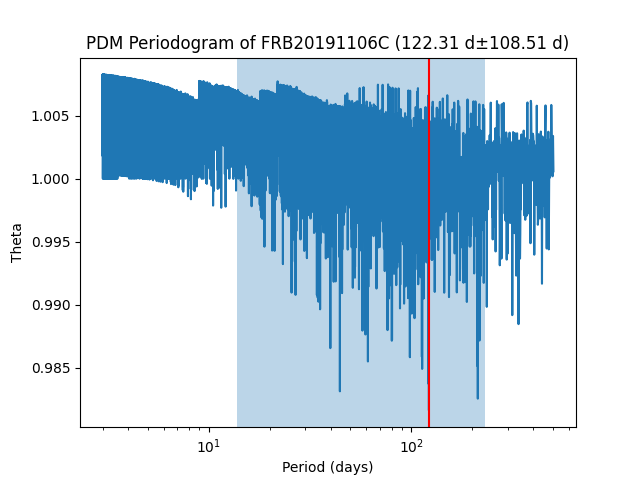 PDM Periodogram of FRB20191106C (122.31 d±108.51 d)
1.005
1.000
0.995
0.990
0.985
Theta
10¹
10²
Period (days)